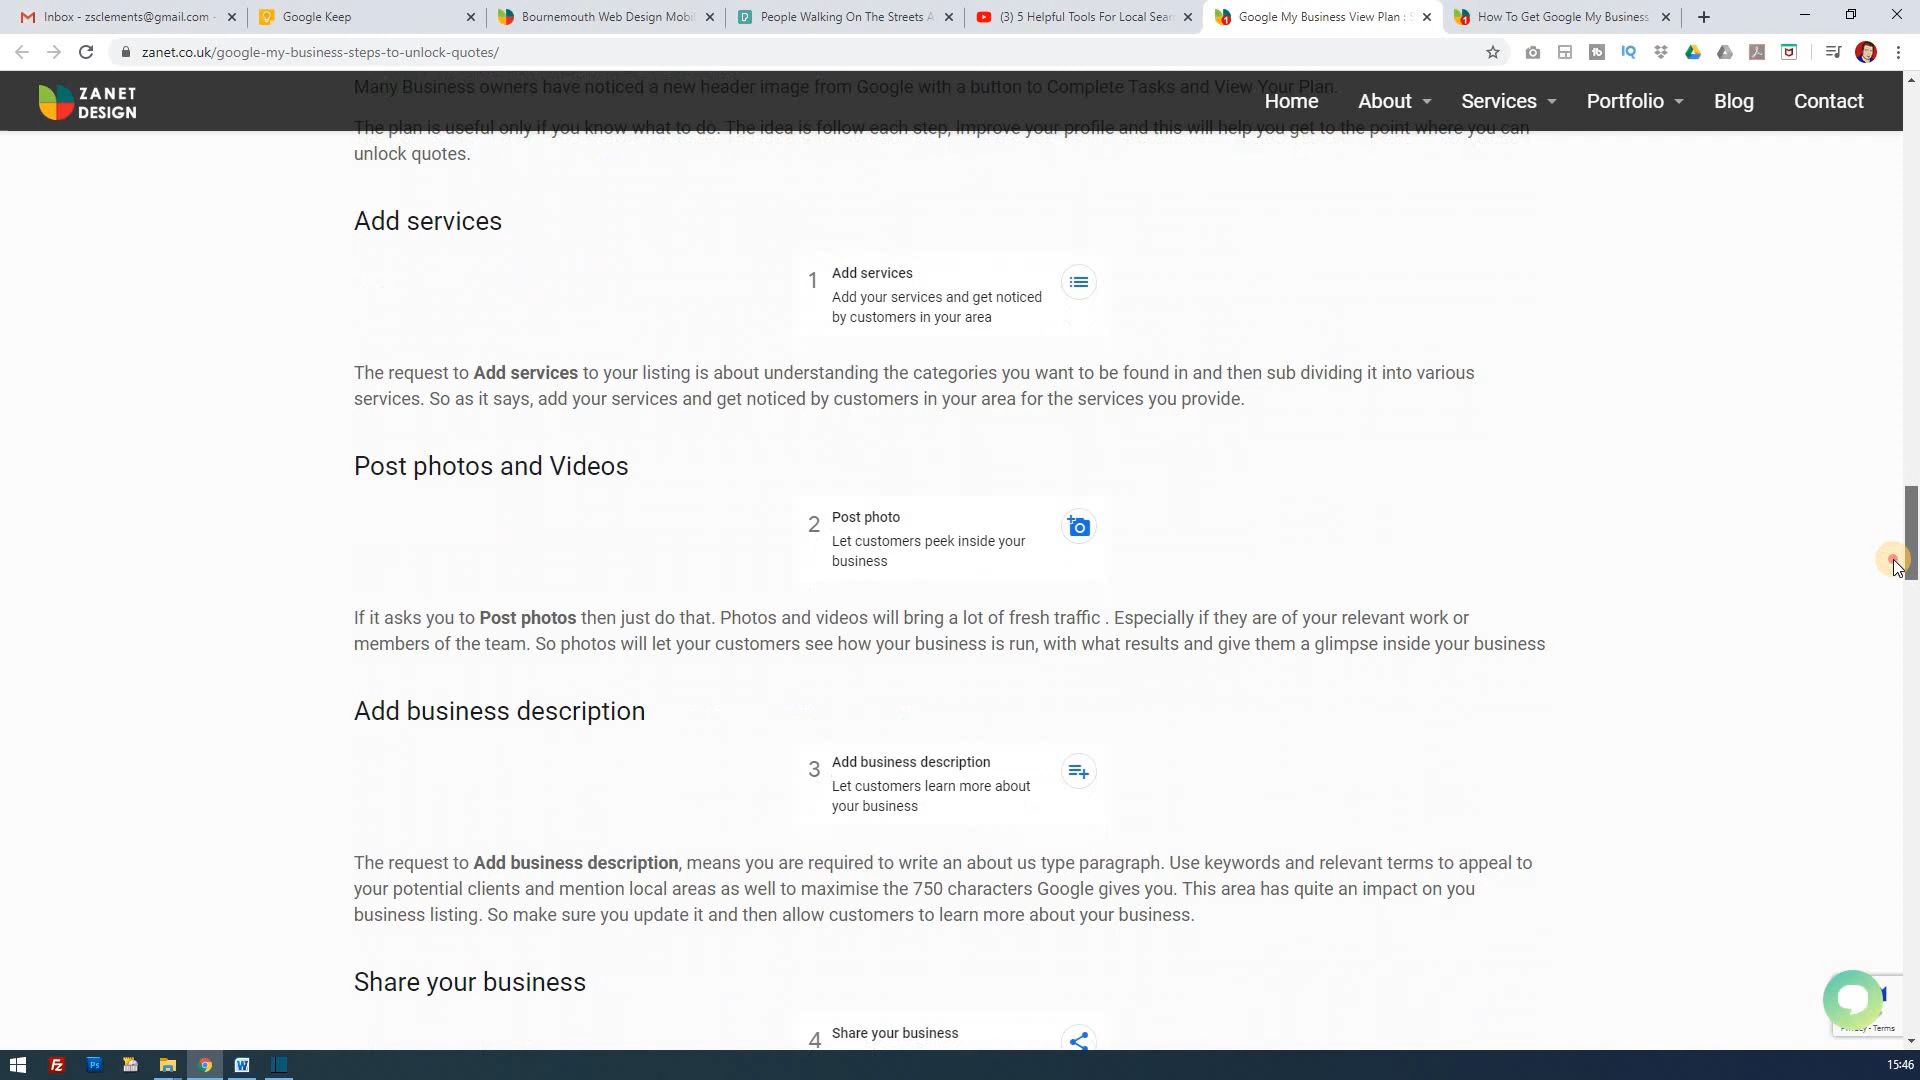 Inbox - zsclements@gmail.com -
Google Keep
Bournemouth Web Design Mobi
People Walking On The Streets A
(3) 5 Helpful Tools For Local Sear
Google My Business View Plan : S
How To Get Google My Business
zanet.co.uk/google-my-business-steps-to-unlock-quotes/
ZANET
DESIGN
Home
About
Services
Portfolio
Blog
Contact
Many Business owners have noticed a new header image from Google with a button to Complete Tasks and View Your Plan.
The plan is useful only if you know what to do. The idea is follow each step, Improve your profile and this will help you get to the point where you can
unlock quotes.
Add services
1
Add services
Add your services and get noticed
by customers in your area
The request to Add services to your listing is about understanding the categories you want to be found in and then sub dividing it into various
services. So as it says, add your services and get noticed by customers in your area for the services you provide.
Post photos and Videos
2
Post photo
Let customers peek inside your
business
If it asks you to Post photos then just do that. Photos and videos will bring a lot of fresh traffic . Especially if they are of your relevant work or
members of the team. So photos will let your customers see how your business is run, with what results and give them a glimpse inside your business
Add business description
3
Add business description
Let customers learn more about
your business
The request to Add business description, means you are required to write an about us type paragraph. Use keywords and relevant terms to appeal to
your potential clients and mention local areas as well to maximise the 750 characters Google gives you. This area has quite an impact on you
business listing. So make sure you update it and then allow customers to learn more about your business.
Share your business
4
Share your business
- Terms
15:46